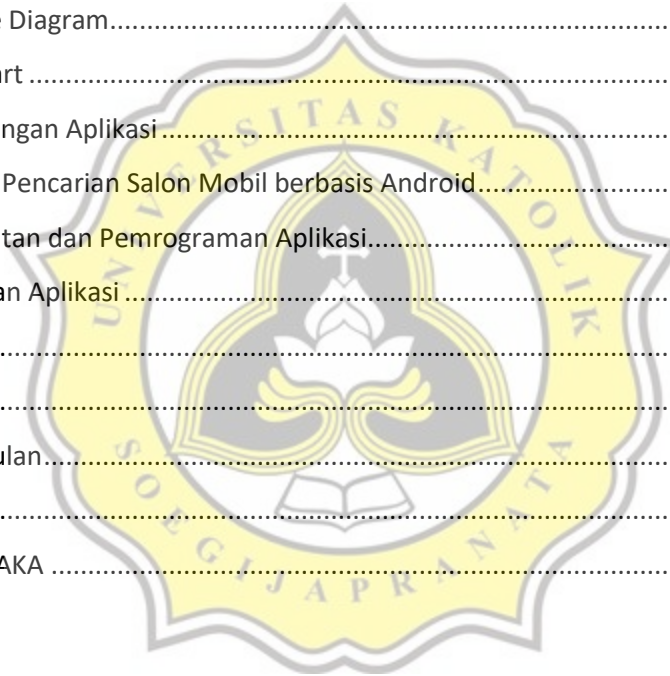 e Diagram..........................................................................................
art ........................................................................................................
ngan Aplikasi.................................................................................
Pencarian Salon Mobil berbasis Android..............................
tan dan Pemrograman Aplikasi................................................
an Aplikasi ......................................................................................
.............................................................................................................
.............................................................................................................
ulan....................................................................................................
.............................................................................................................
AKA ...................................................................................................
UNIVERSITAS KATOLIK
SOEGIJAPRANATA